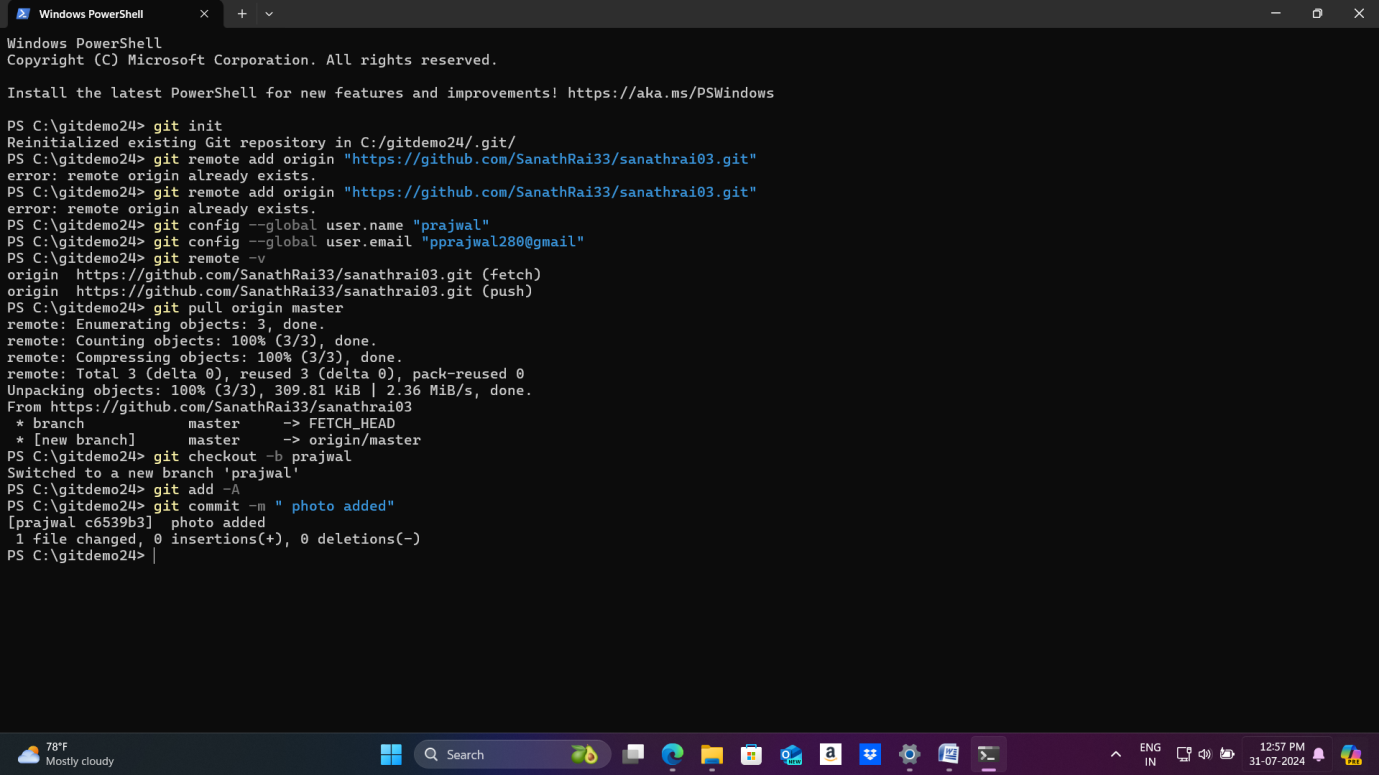 Windows PowerShell
Windows PowerShell
Copyright (C) Microsoft Corporation. All rights reserved.
Install the latest PowerShell for new features and improvements! https://aka.ms/PSWindows
PS C:\gitdemo24> git init
Reinitialized existing Git repository in C:/gitdemo24/.git/
PS C:\gitdemo24> git remote add origin "https://github.com/SanathRai33/sanathrai03.git"
error: remote origin already exists.
PS C:\gitdemo24> git remote add origin "https://github.com/SanathRai33/sanathrai03.git"
error: remote origin already exists.
PS C:\gitdemo24> git config --global user.name "prajwal"
PS C:\gitdemo24> git config --global user.email "pprajwal280@gmail"
PS C:\gitdemo24> git remote -v
origin  https://github.com/SanathRai33/sanathrai03.git (fetch)
origin  https://github.com/SanathRai33/sanathrai03.git (push)
PS C:\gitdemo24> git pull origin master
remote: Enumerating objects: 3, done.
remote: Counting objects: 100% (3/3), done.
remote: Compressing objects: 100% (3/3), done.
remote: Total 3 (delta 0), reused 3 (delta 0), pack-reused 0
Unpacking objects: 100% (3/3), 309.81 KiB | 2.36 MiB/s, done.
From https://github.com/SanathRai33/sanathrai03
 * branch            master     -> FETCH_HEAD
 * [new branch]      master     -> origin/master
PS C:\gitdemo24> git checkout -b prajwal
Switched to a new branch 'prajwal'
PS C:\gitdemo24> git add -A
PS C:\gitdemo24> git commit -m " photo added"
[prajwal c6539b3]  photo added
 1 file changed, 0 insertions(+), 0 deletions(-)
PS C:\gitdemo24>
78°F
Mostly cloudy
Search
NEW
a
ENG
IN
12:57 PM
31-07-2024
PRE